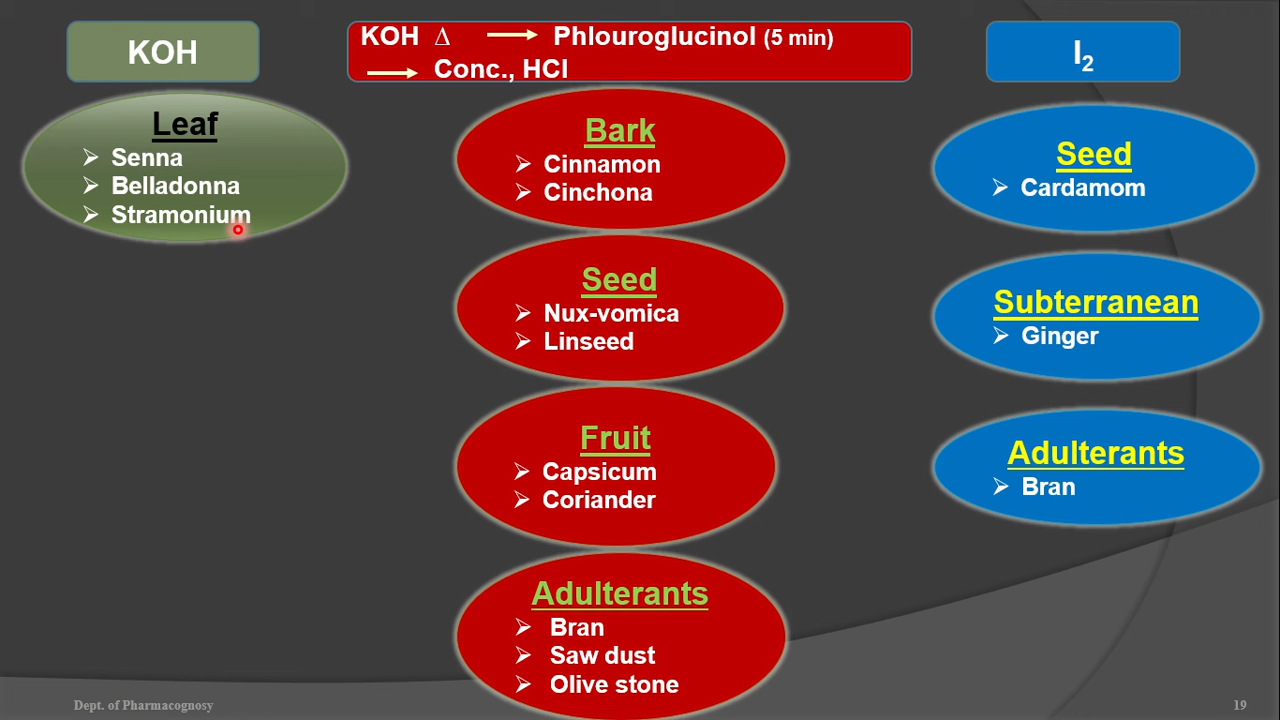 KOH
Leaf
➢ Senna
➢ Belladonna
➢ Stramonium
KOH Δ → Phlouroglucinol (5 min)
→ Conc., HCl
Bark
➢ Cinnamon
➢ Cinchona
Seed
➢ Nux-vomica
➢ Linseed
Fruit
➢ Capsicum
➢ Coriander
Adulterants
➢ Bran
➢ Saw dust
➢ Olive stone
I₂
Seed
➢ Cardamom
Subterranean
➢ Ginger
Adulterants
➢ Bran
Dept. of Pharmacognosy
19